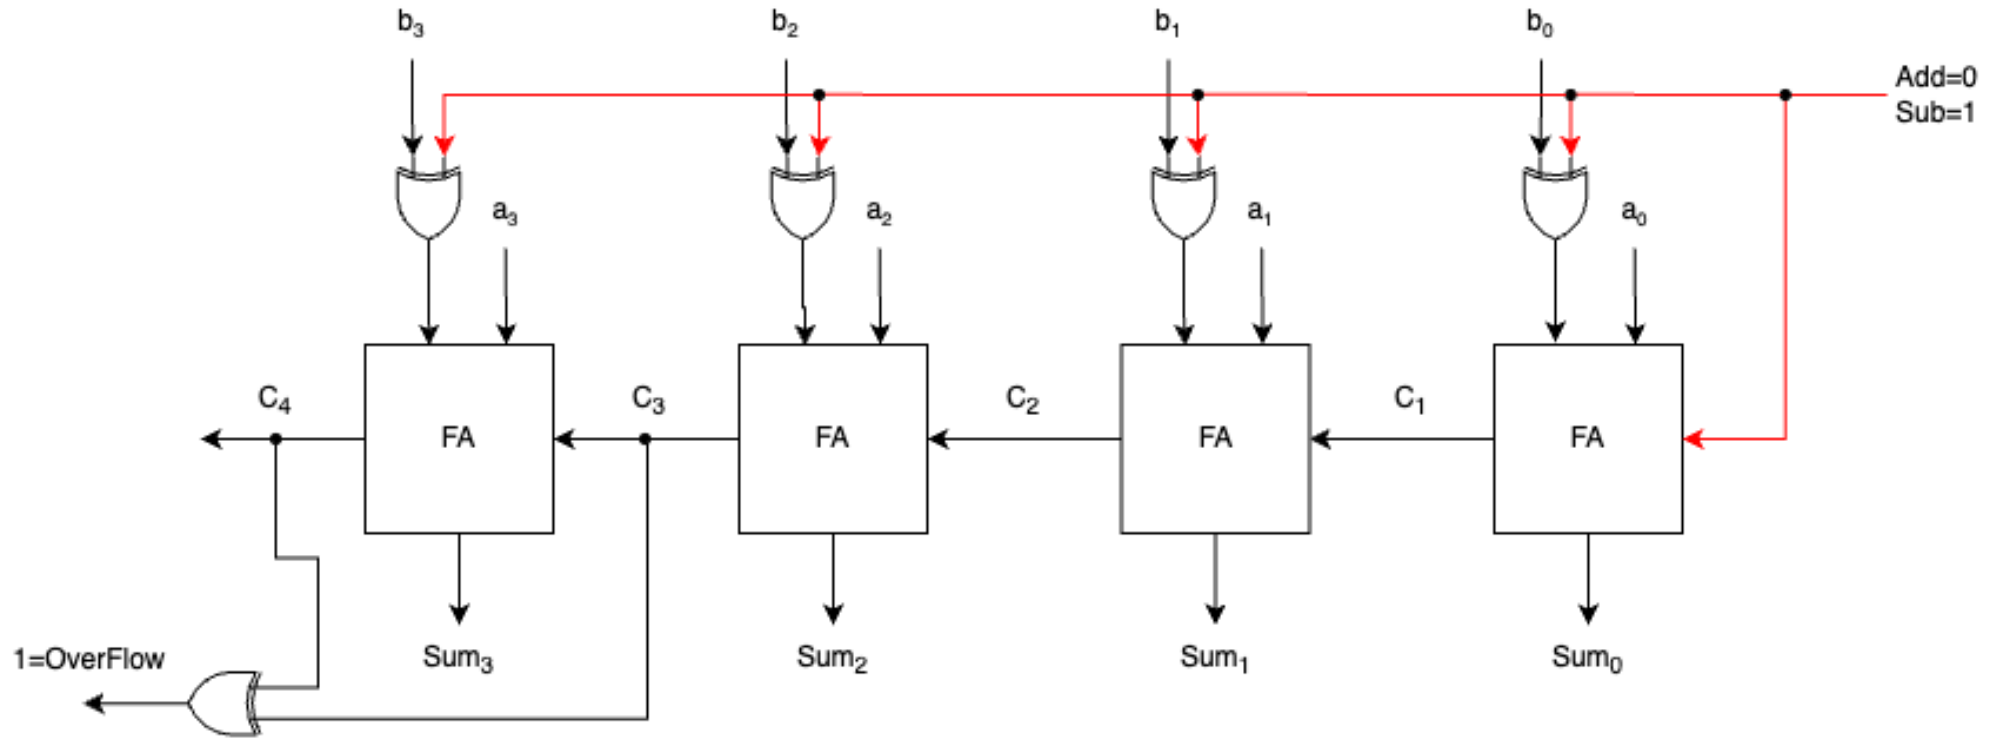 b₃
b₂
b₁
b₀
Add=0
Sub=1
a₃
a₂
a₁
a₀
C₄
FA
C₃
FA
C₂
FA
C₁
FA
1=OverFlow
Sum₃
Sum₂
Sum₁
Sum₀